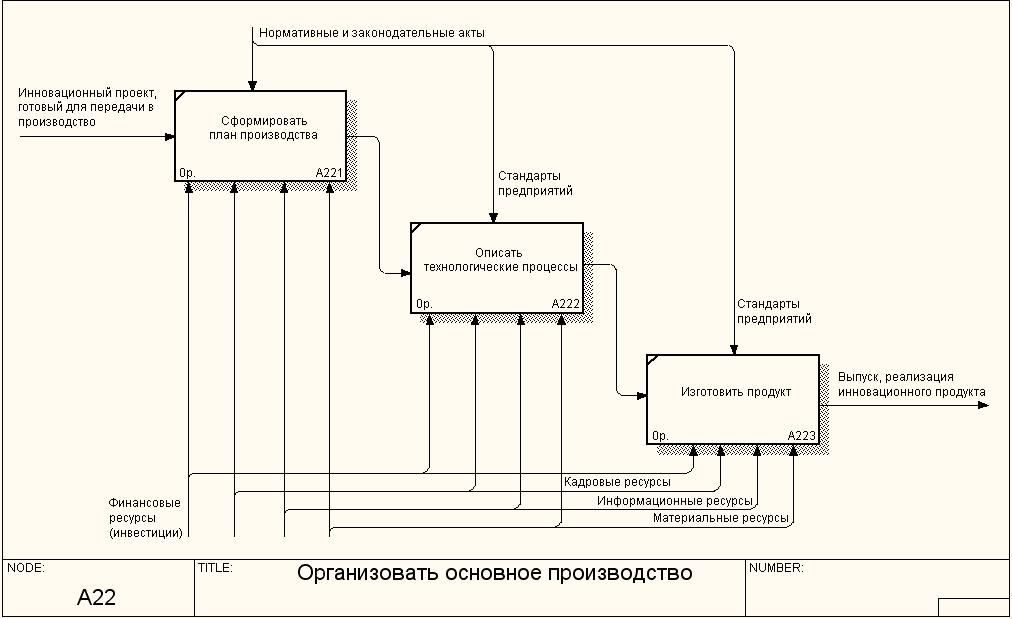 Нормативные и законодательные акты
Инновационный проект,
готовый для передачи в
производство
Сформировать
план производства
0р.
A221
Стандарты
предприятий
Описать
технологические процессы
0р.
A222
Стандарты
предприятий
Изготовить продукт
0р.
A223
Выпуск, реализация
инновационного продукта
Кадровые ресурсы
Информационные ресурсы
Материальные ресурсы
Финансовые
ресурсы
(инвестиции)
NODE:
A22
TITLE:
Организовать основное производство
NUMBER: